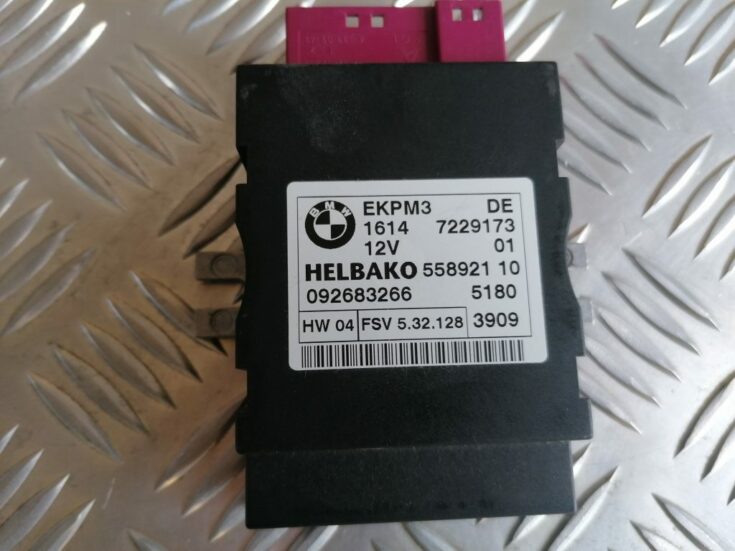 BMW
EKPM3 DE
1614 7229173
12V 01
HELBAKO 558921 10
092683266 5180
HW 04 FSV 5.32.128 3909